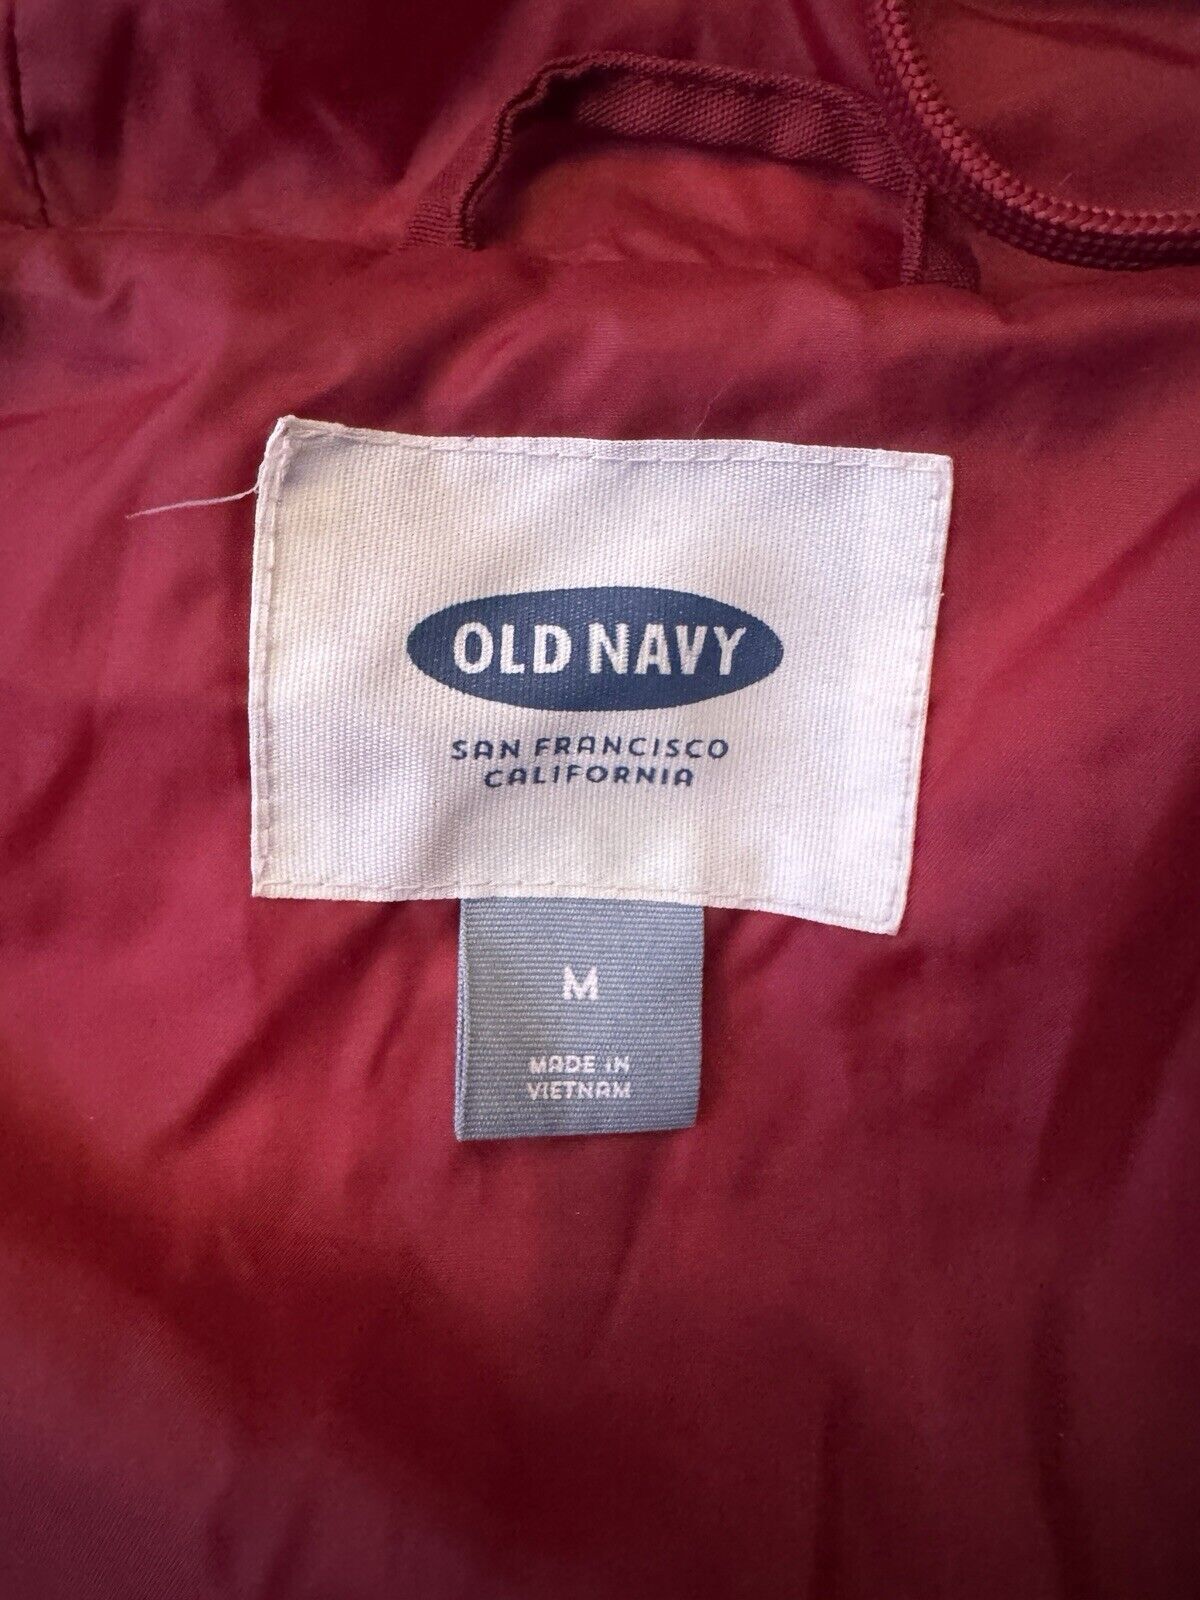 OLD NAVY
SAN FRANCISCO
CALIFORNIA
M
MADE IN
VIETNAM